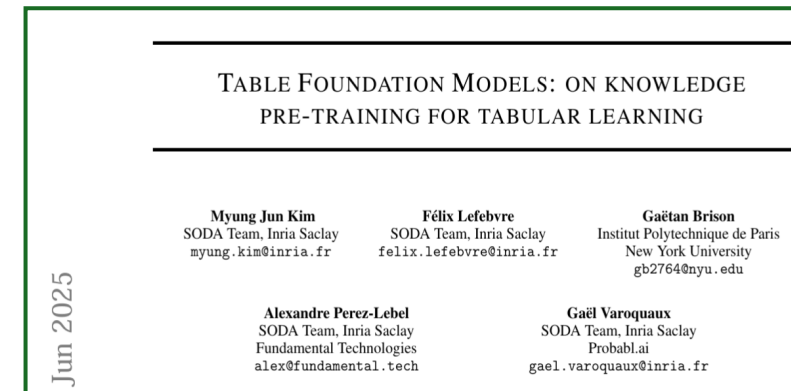 TABLE FOUNDATION MODELS: ON KNOWLEDGE
PRE-TRAINING FOR TABULAR LEARNING
Myung Jun Kim
SODA Team, Inria Saclay
myung.kim@inria.fr
Félix Lefebvre
SODA Team, Inria Saclay
felix.lefebvre@inria.fr
Gaëtan Brison
Institut Polytechnique de Paris
New York University
gb2764@nyu.edu
Alexandre Perez-Lebel
SODA Team, Inria Saclay
Fundamental Technologies
alex@fundamental.tech
Gaël Varoquaux
SODA Team, Inria Saclay
Probabl.ai
gael.varoquaux@inria.fr
Jun 2025